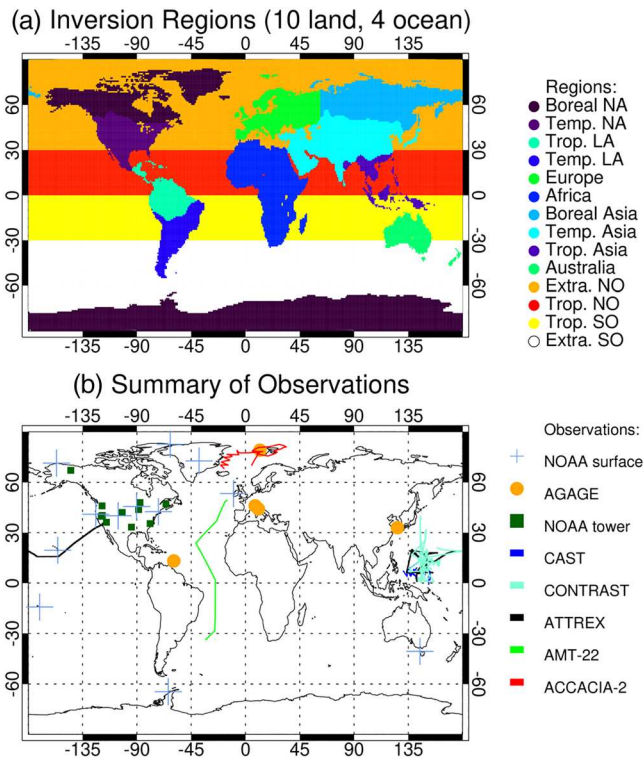 (a) Inversion Regions (10 land, 4 ocean)
-135 -90 -45 0 45 90 135
60 60
30 30
0 0
-30 -30
-60 -60
-135 -90 -45 0 45 90 135
Regions:
Boreal NA
Temp. NA
Trop. LA
Temp. LA
Europe
Africa
Boreal Asia
Temp. Asia
Trop. Asia
Australia
Extra. NO
Trop. NO
Trop. SO
Extra. SO
(b) Summary of Observations
-135 -90 -45 0 45 90 135
60 60
30 30
0 0
-30 -30
-60 -60
-135 -90 -45 0 45 90 135
Observations:
NOAA surface
AGAGE
NOAA tower
CAST
CONTRAST
ATTREX
AMT-22
ACCACIA-2